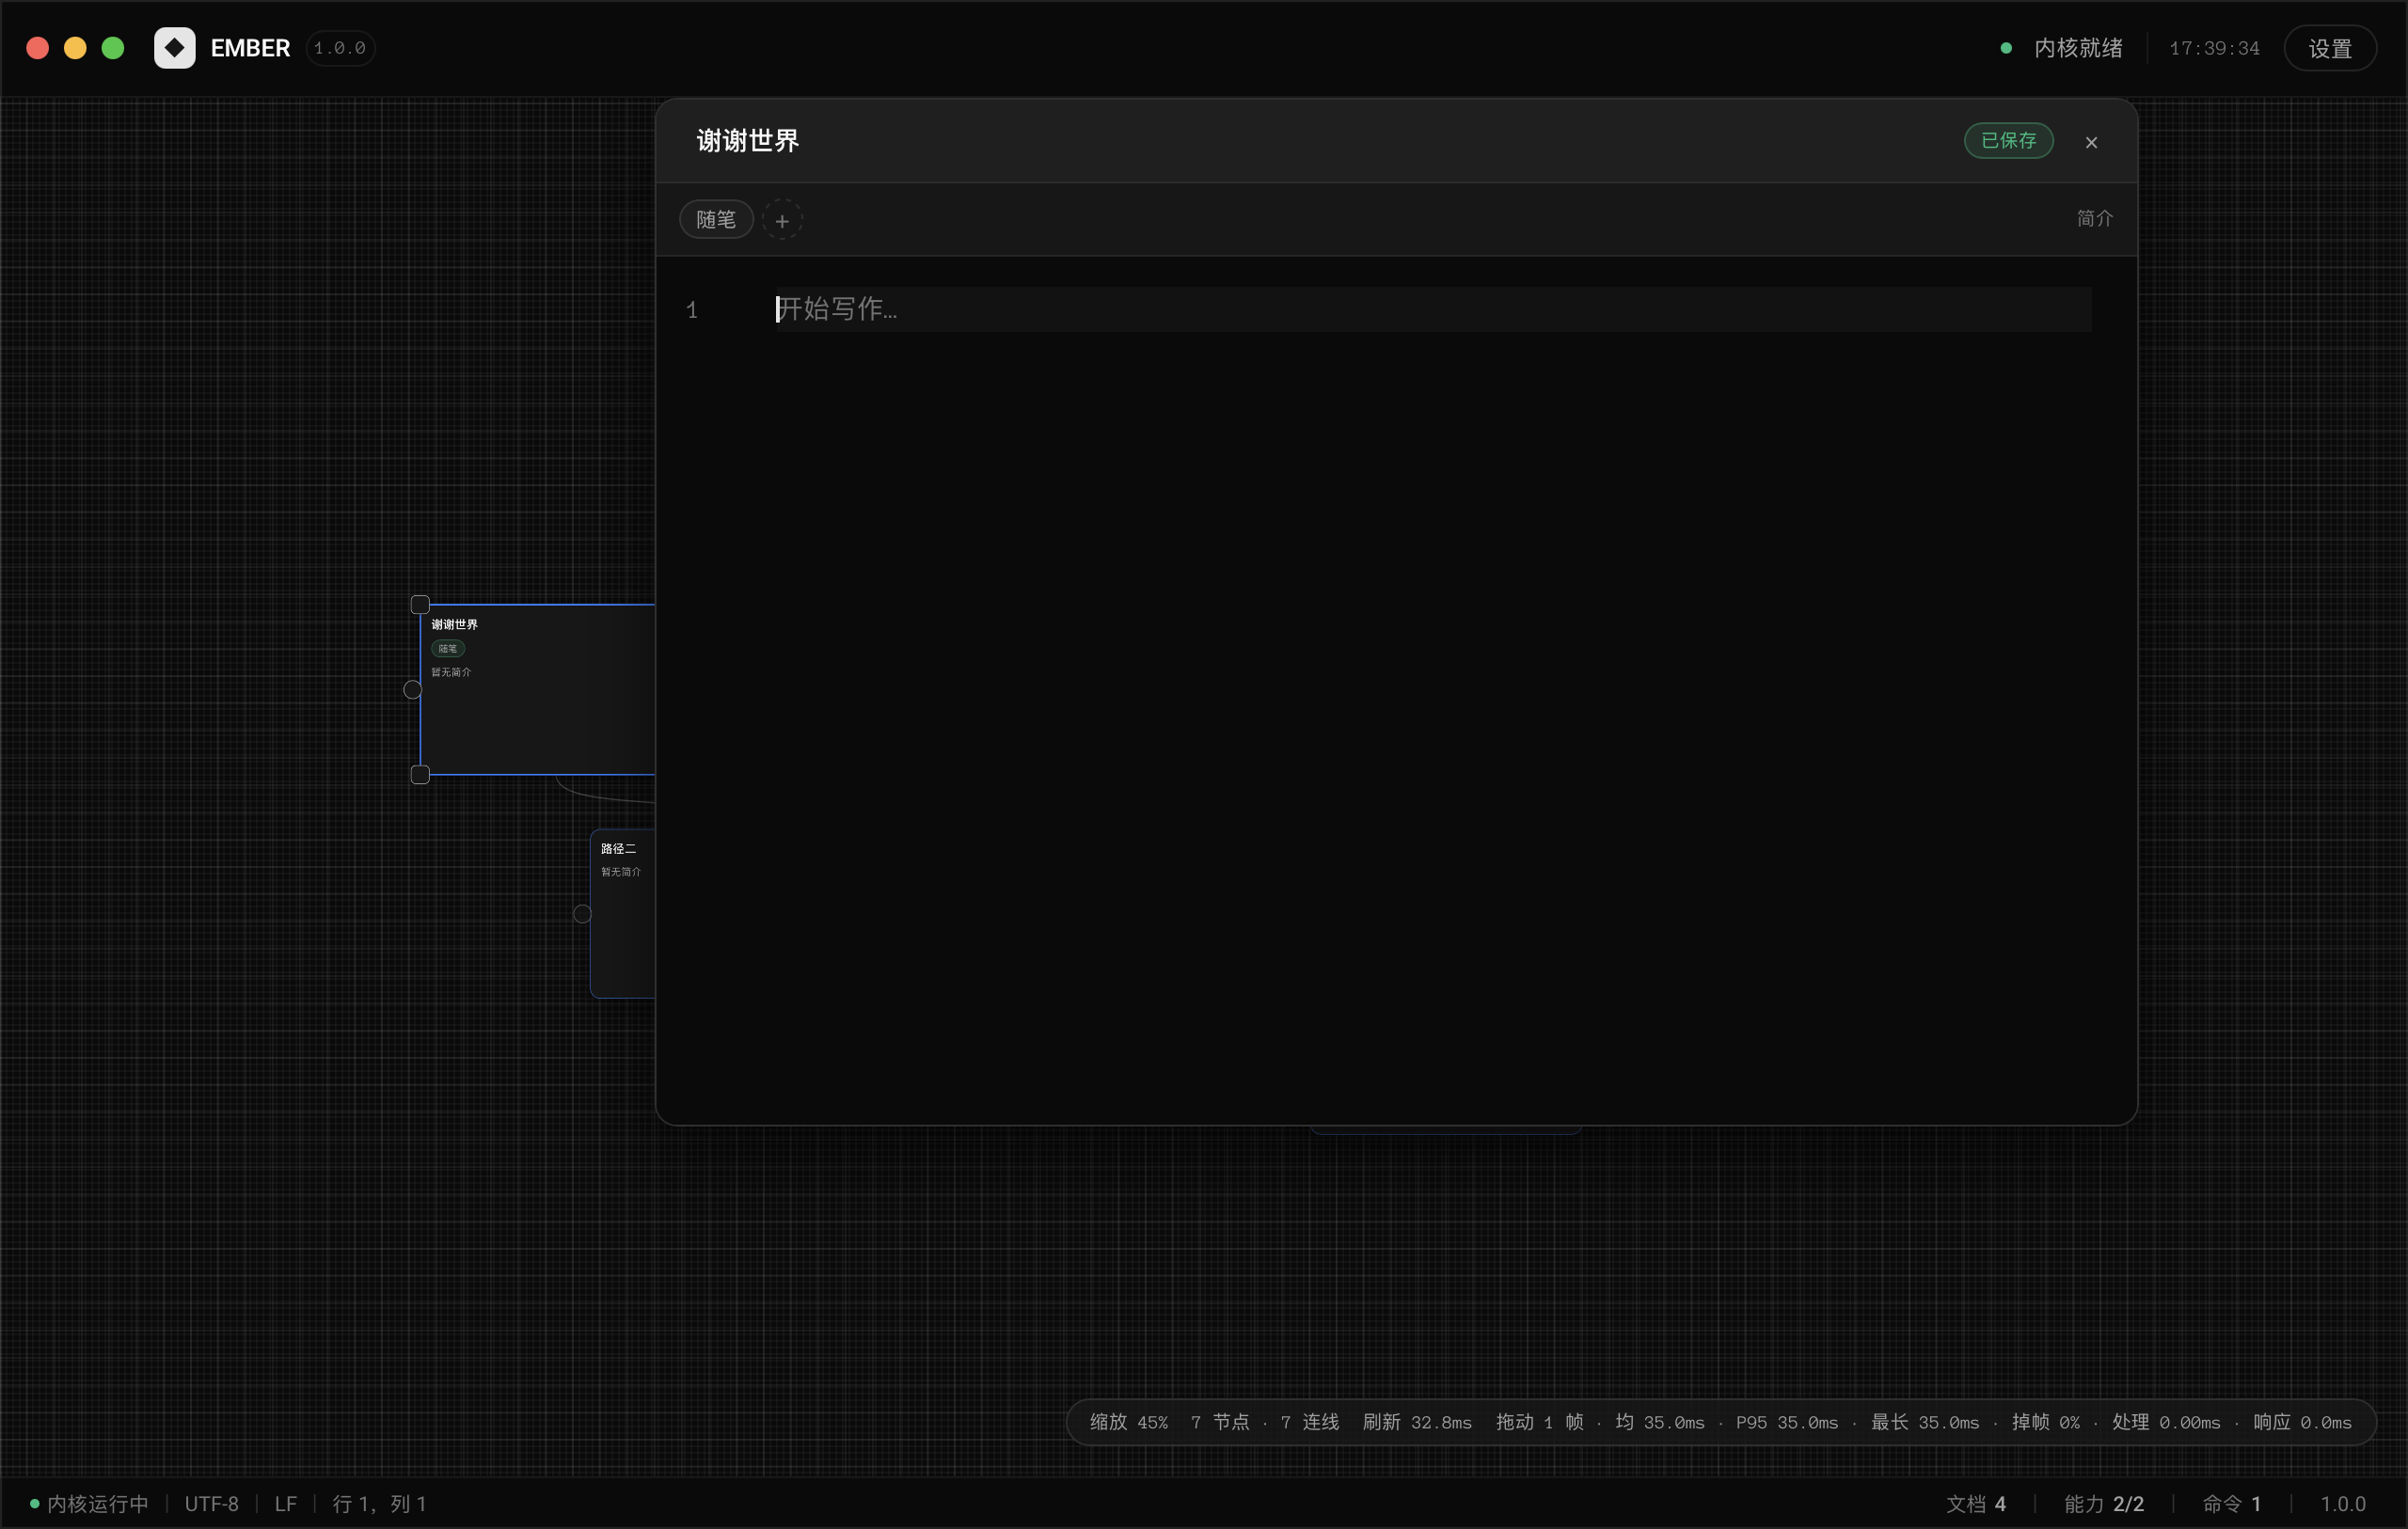 EMBER 1.0.0 内核就绪 17:39:34 设置
谢谢世界 已保存 ×
随笔 + 简介
1 开始写作...
谢谢世界
随笔
暂无简介
路径二
暂无简介
缩放 45% 7 节点 · 7 连线 刷新 32.8ms 拖动 1 帧 · 均 35.0ms · P95 35.0ms · 最长 35.0ms · 掉帧 0% · 处理 0.00ms · 响应 0.0ms
内核运行中 UTF-8 LF 行 1，列 1 文档 4 能力 2/2 命令 1 1.0.0